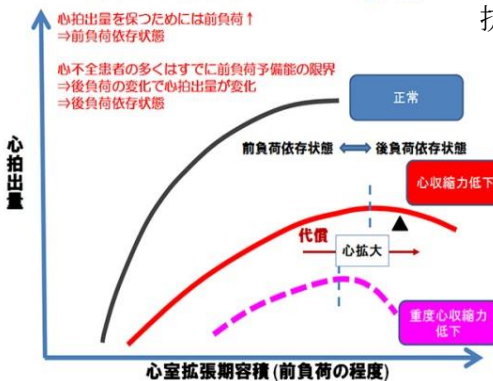 心拍出量を保つためには前負荷↑
⇒前負荷依存状態
心不全患者の多くはすでに前負荷予備能の限界
⇒後負荷の変化で心拍出量が変化
⇒後負荷依存状態
正常
前負荷依存状態
後負荷依存状態
心収縮力低下
代償
心拡大
重度心収縮力
低下
心拍出量
心室拡張期容積(前負荷の程度)